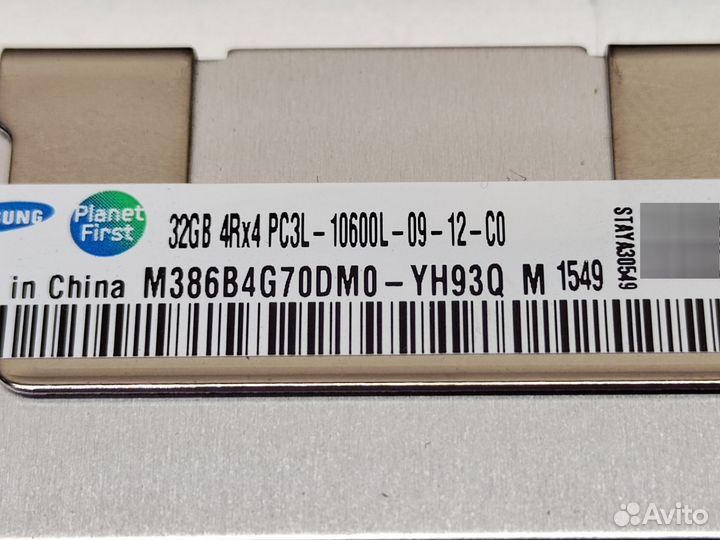 SUNG
Planet
First
32GB 4Rx4 PC3L-10600L-09-12-C0
in China M386B4G70DM0-YH93Q M 1549
STAYA30549
Avito